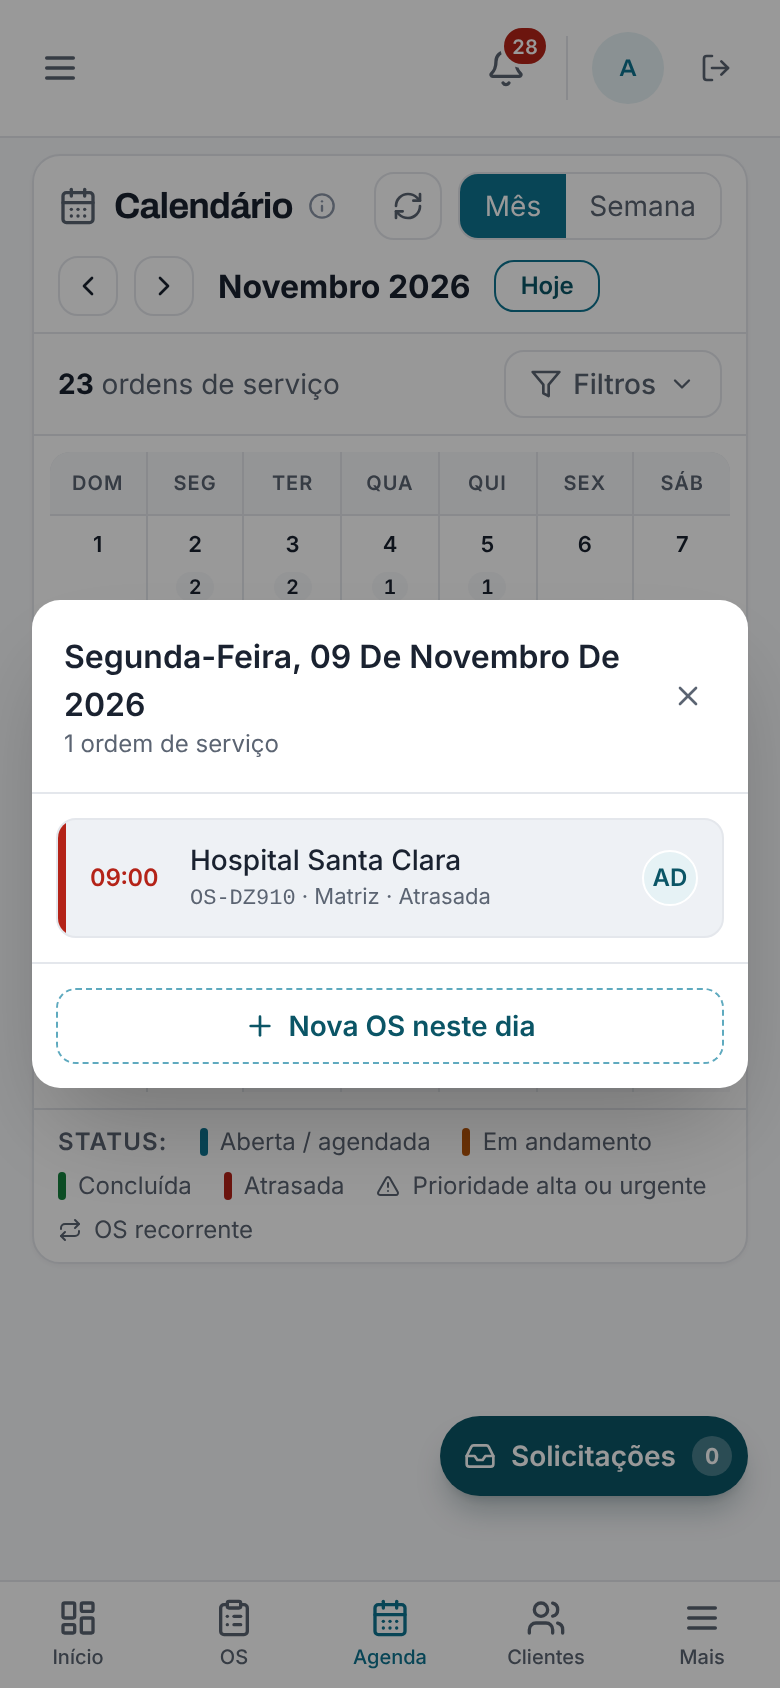 28
A
Calendário
Mês
Semana
Novembro 2026
Hoje
23 ordens de serviço
Filtros
DOM SEG TER QUA QUI SEX SÁB
1 2 3 4 5 6 7
2 2 1 1
Segunda-Feira, 09 De Novembro De
2026
1 ordem de serviço
09:00
Hospital Santa Clara
OS-DZ910 · Matriz · Atrasada
AD
Nova OS neste dia
STATUS: Aberta / agendada Em andamento
Concluída Atrasada Prioridade alta ou urgente
OS recorrente
Solicitações 0
Início OS Agenda Clientes Mais